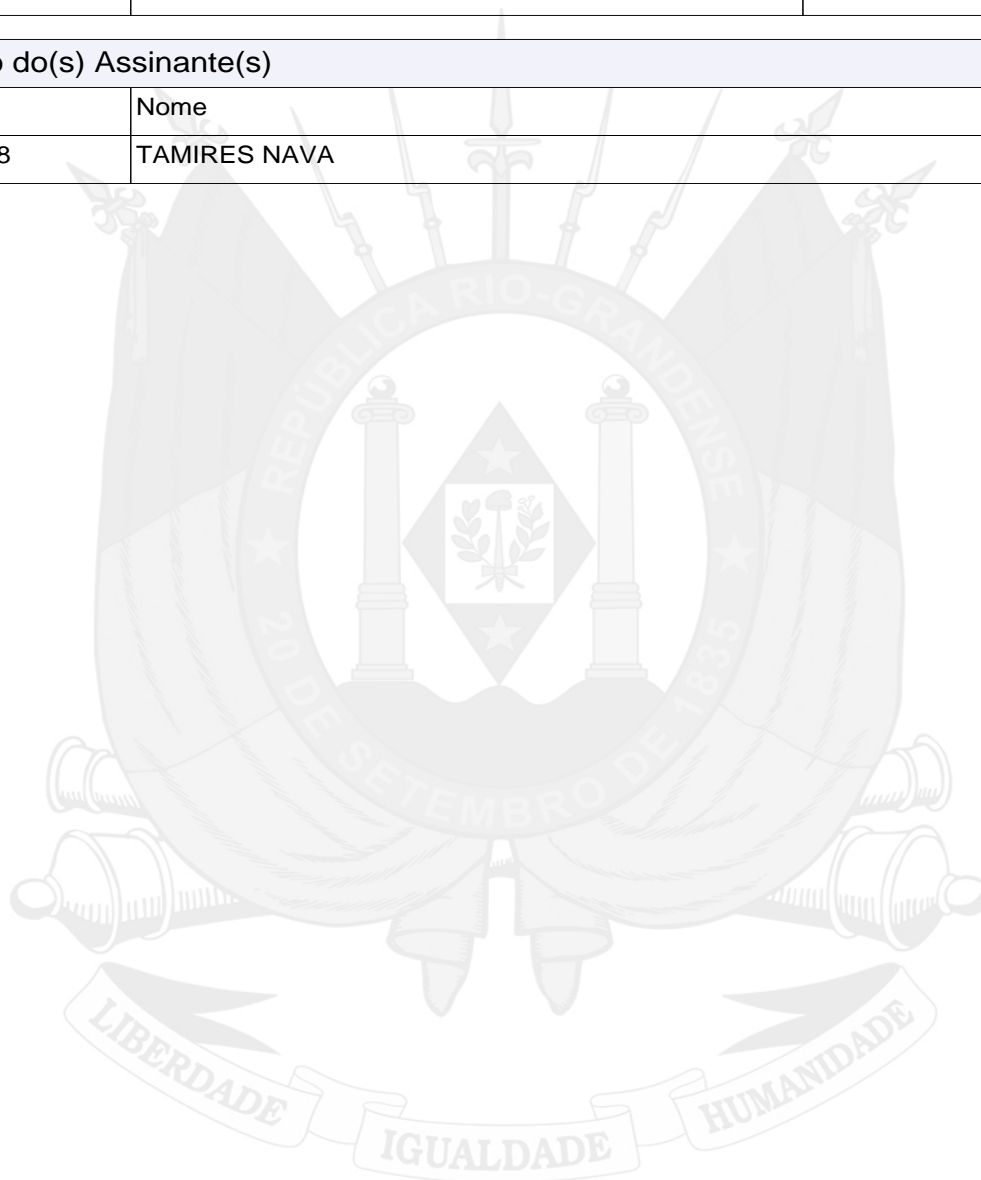 o do(s) Assinante(s)
Nome
8 TAMIRES NAVA
REPÚBLICA RIO-GRANDENSE
★ 20 DE SETEMBRO DE 1835 ★
LIBERDADE IGUALDADE HUMANIDADE